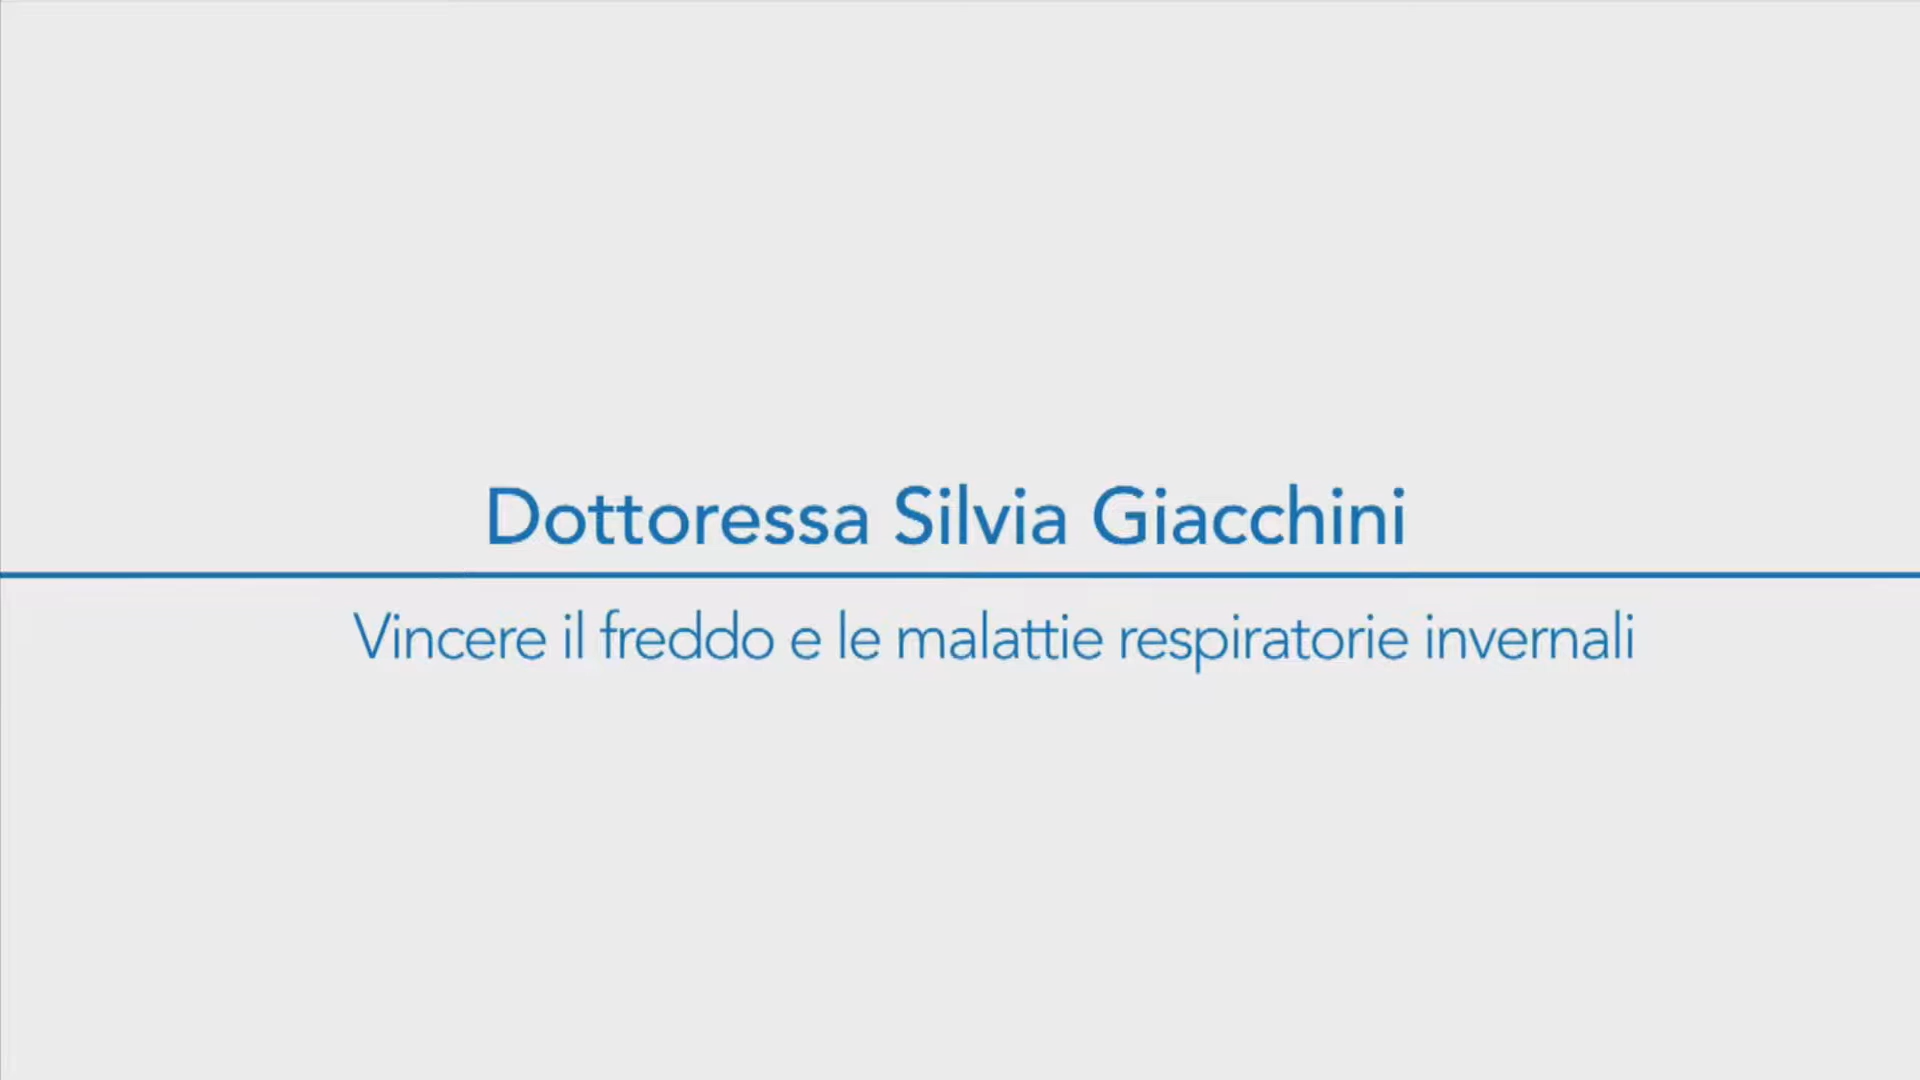 Dottoressa Silvia Giacchini
Vincere il freddo e le malattie respiratorie invernali